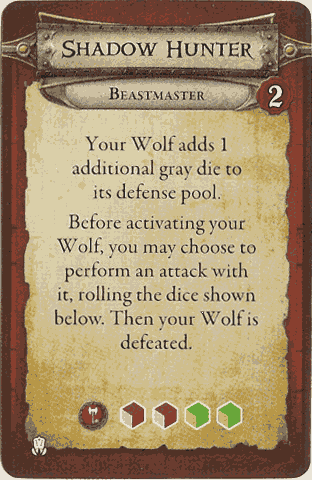 SHADOW HUNTER
BEASTMASTER
2
Your Wolf adds 1
additional gray die to
its defense pool.
Before activating your
Wolf, you may choose to
perform an attack with
it, rolling the dice shown
below. Then your Wolf is
defeated.